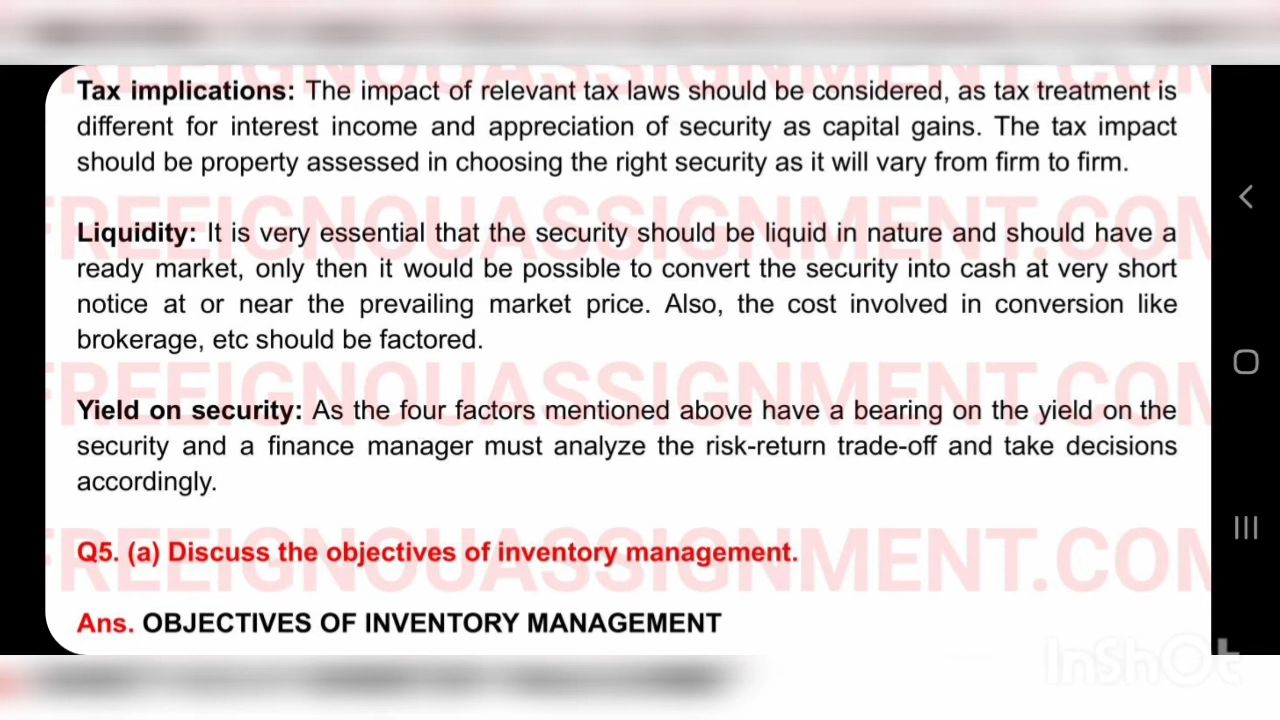 Tax implications: The impact of relevant tax laws should be considered, as tax treatment is
different for interest income and appreciation of security as capital gains. The tax impact
should be property assessed in choosing the right security as it will vary from firm to firm.
Liquidity: It is very essential that the security should be liquid in nature and should have a
ready market, only then it would be possible to convert the security into cash at very short
notice at or near the prevailing market price. Also, the cost involved in conversion like
brokerage, etc should be factored.
Yield on security: As the four factors mentioned above have a bearing on the yield on the
security and a finance manager must analyze the risk-return trade-off and take decisions
accordingly.
Q5. (a) Discuss the objectives of inventory management.
Ans. OBJECTIVES OF INVENTORY MANAGEMENT
FREEIGNOUASSIGNMENT.COM
FREEIGNOUASSIGNMENT.COM
FREEIGNOUASSIGNMENT.COM
FREEIGNOUASSIGNMENT.COM
InShOt